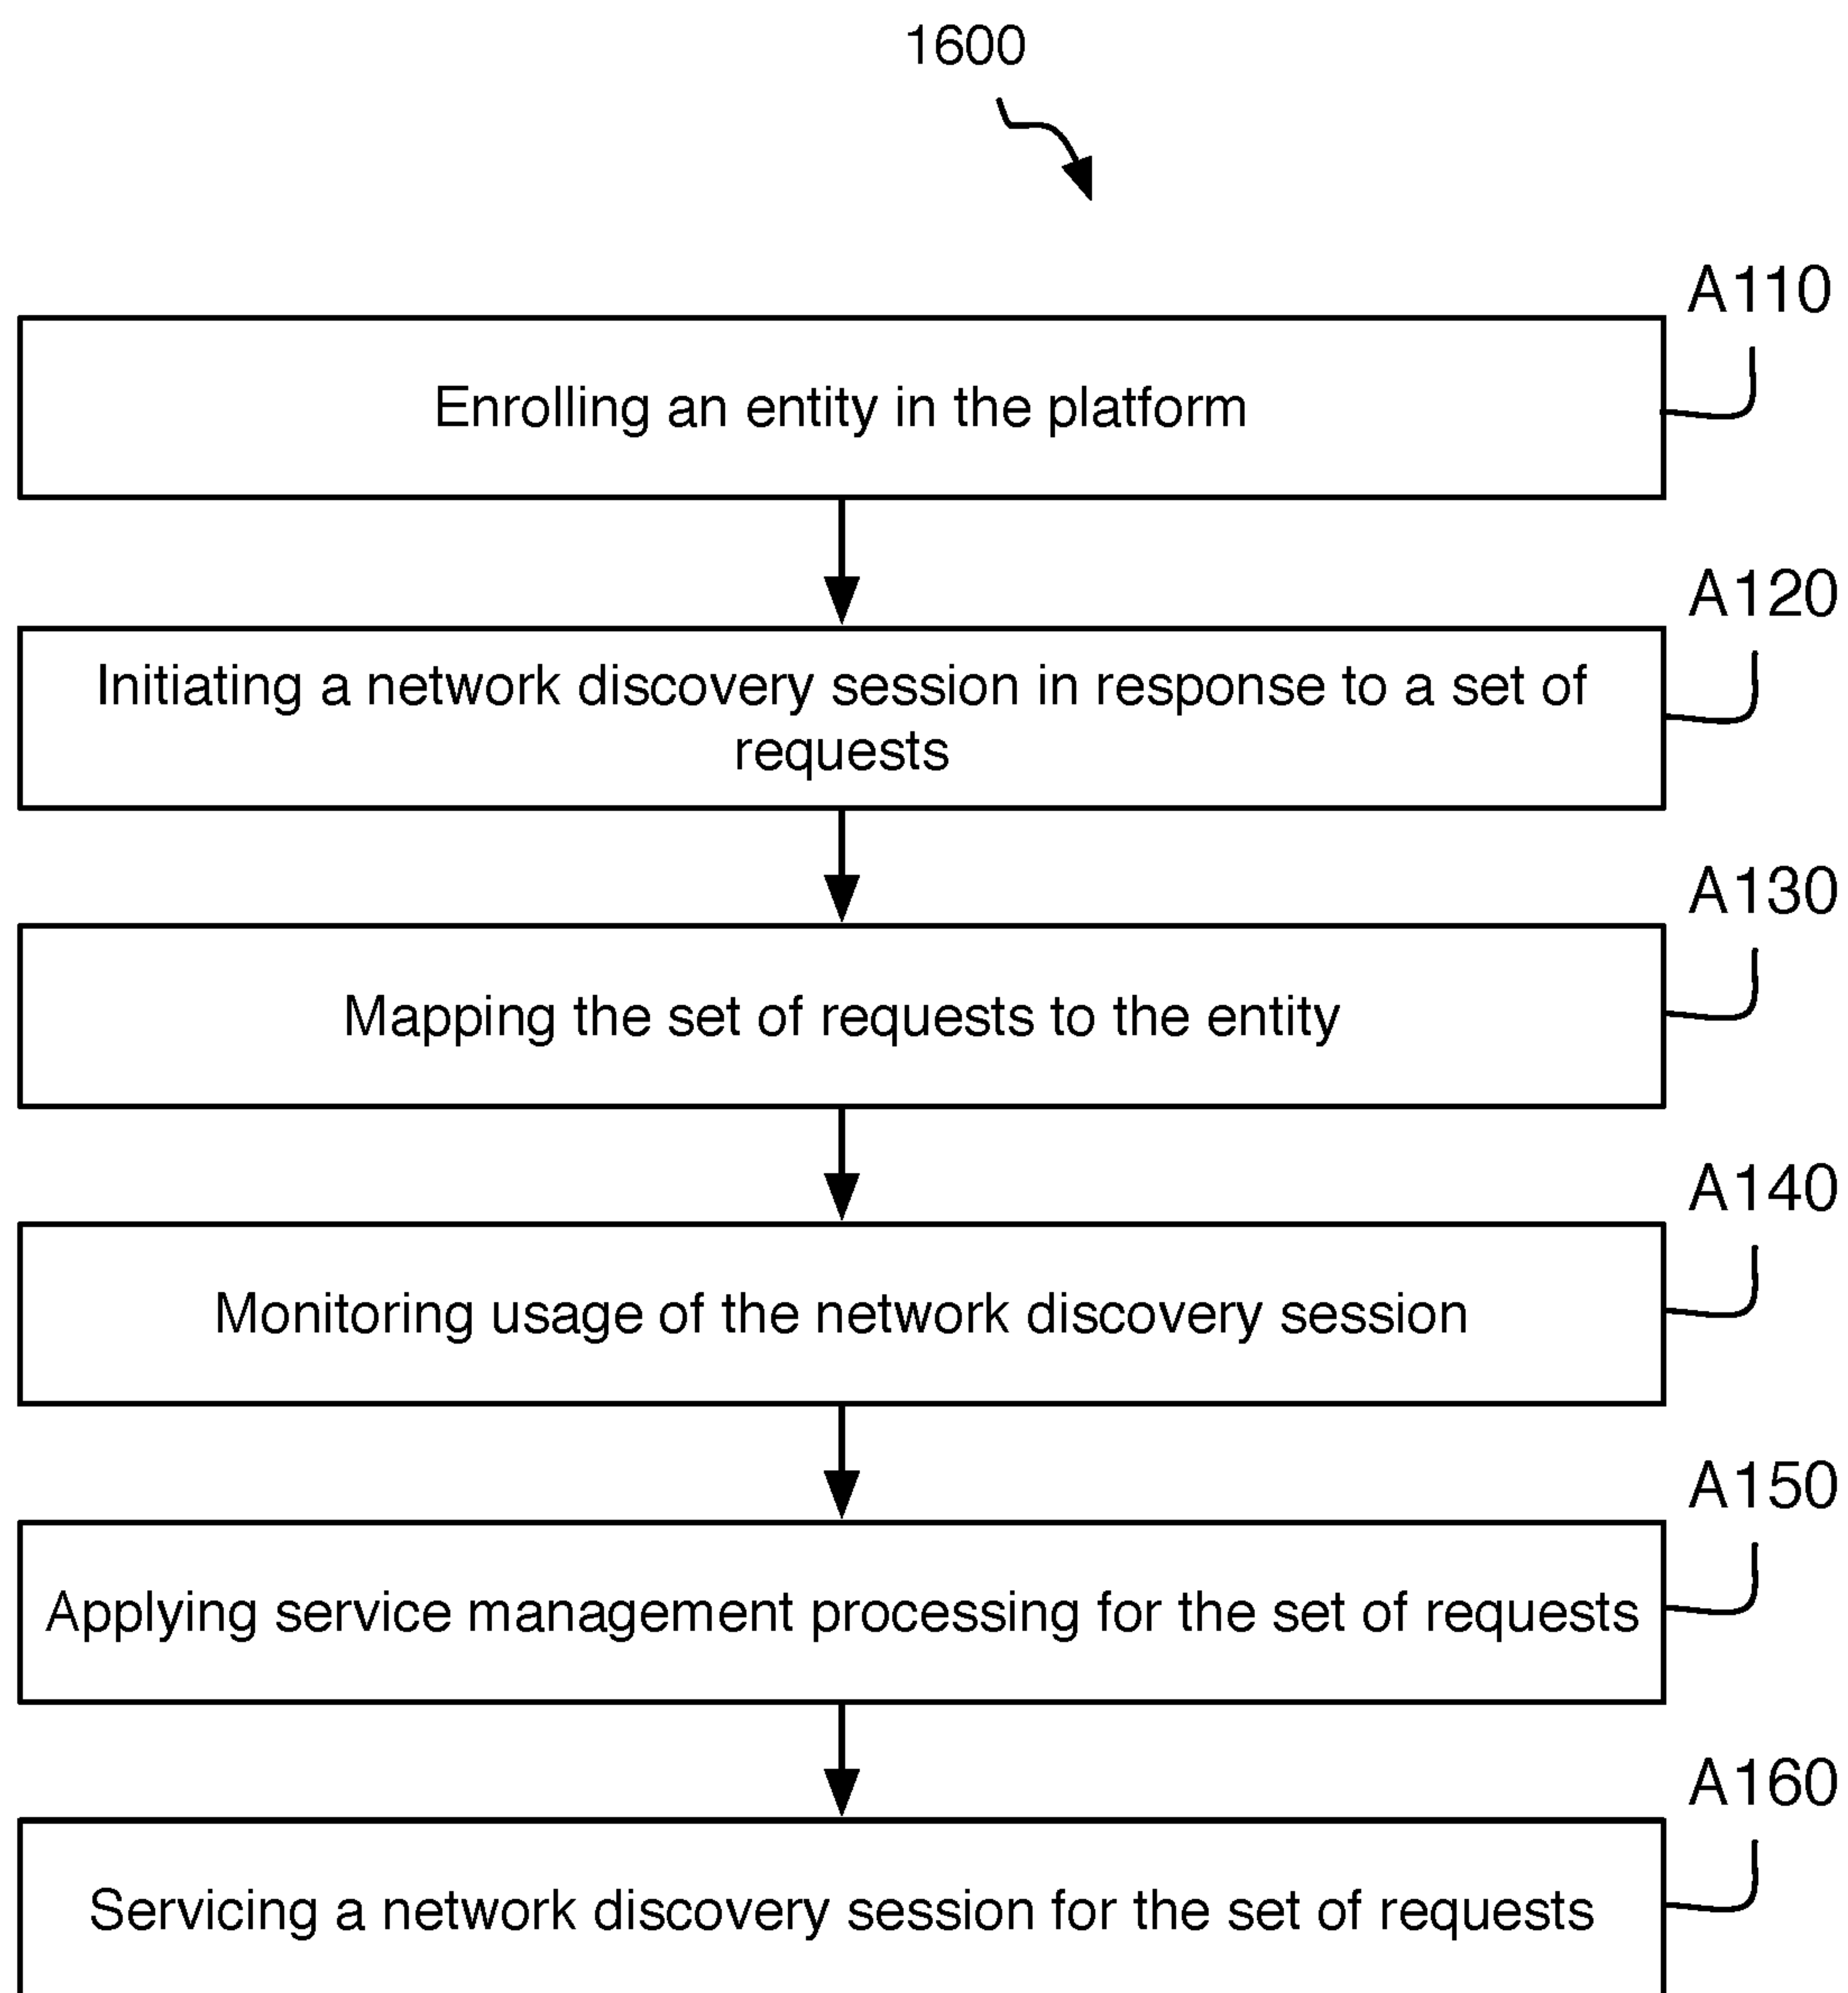 1600
A110
Enrolling an entity in the platform
A120
Initiating a network discovery session in response to a set of
requests
A130
Mapping the set of requests to the entity
A140
Monitoring usage of the network discovery session
A150
Applying service management processing for the set of requests
A160
Servicing a network discovery session for the set of requests